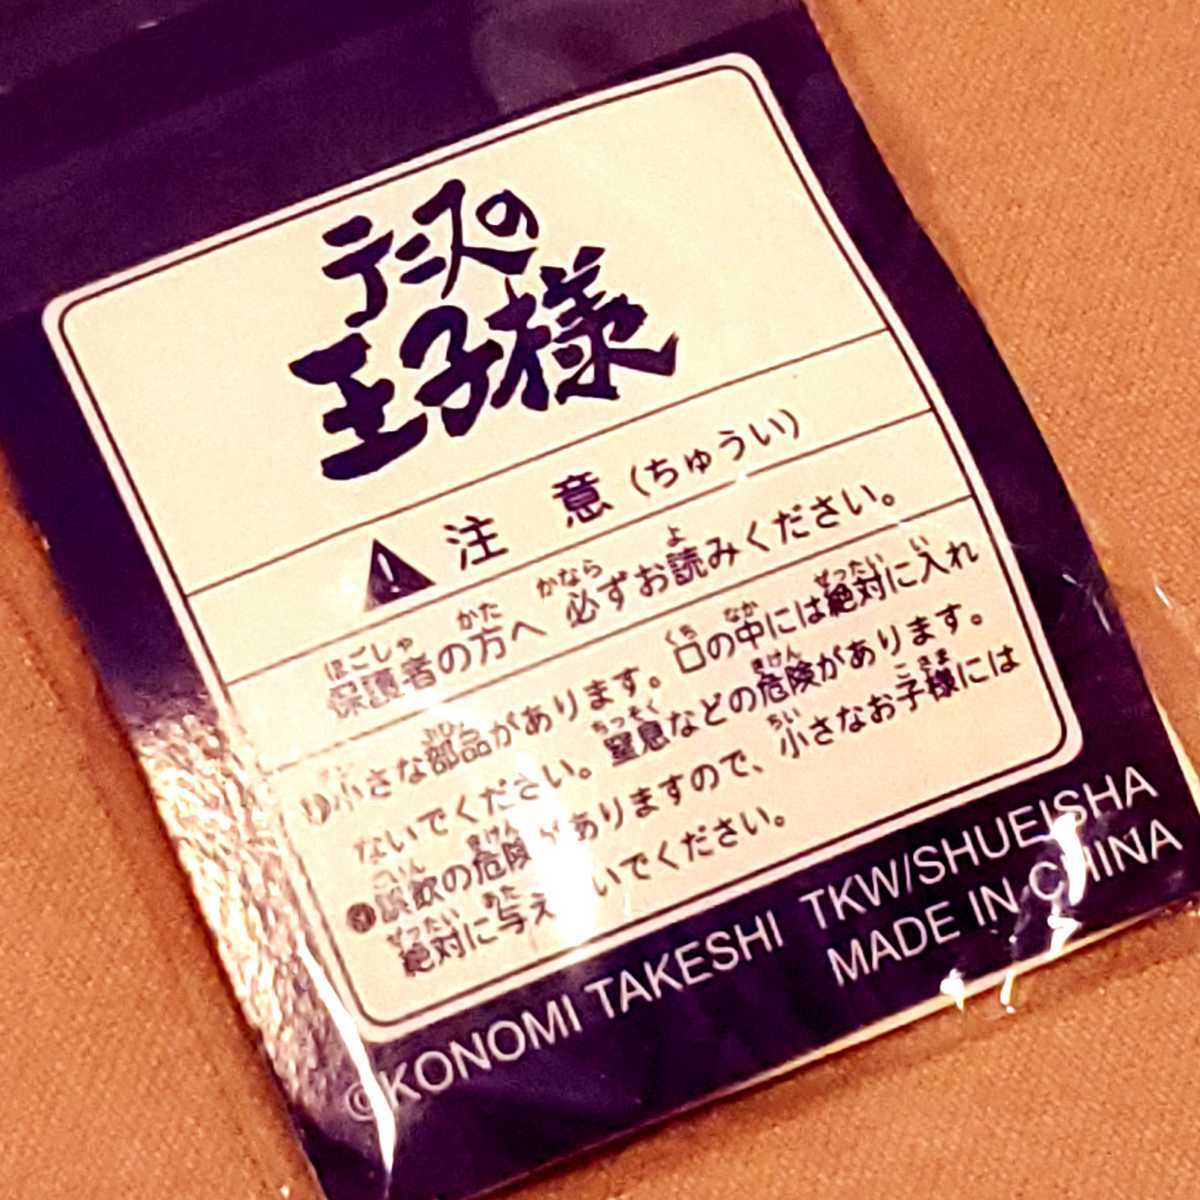 テニスの
王子様
注意(ちゅうい)
保護者の方へ 必ずお読みください。
小さな部品があります。口の中には絶対に入れ
ないでください。窒息などの危険があります。
誤飲の危険がありますので、小さなお子様には
絶対に与えないでください。
©KONOMI TAKESHI TKW/SHUEISHA
MADE IN CHINA